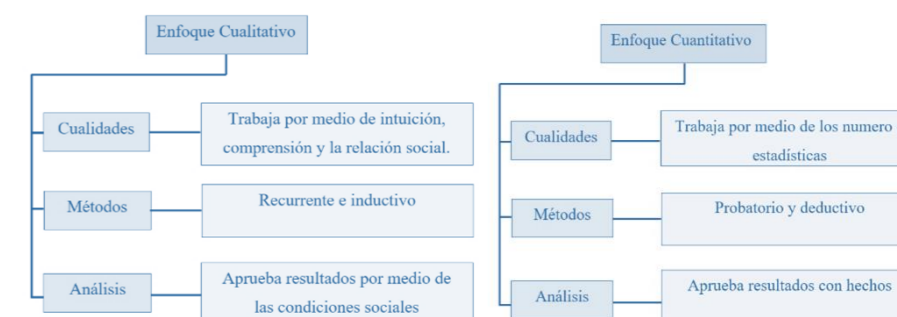 Enfoque Cualitativo
Cualidades
Trabaja por medio de intuición,
comprensión y la relación social.
Métodos
Recurrente e inductivo
Análisis
Aprueba resultados por medio de
las condiciones sociales
Enfoque Cuantitativo
Cualidades
Trabaja por medio de los numero
estadísticas
Métodos
Probatorio y deductivo
Análisis
Aprueba resultados con hechos